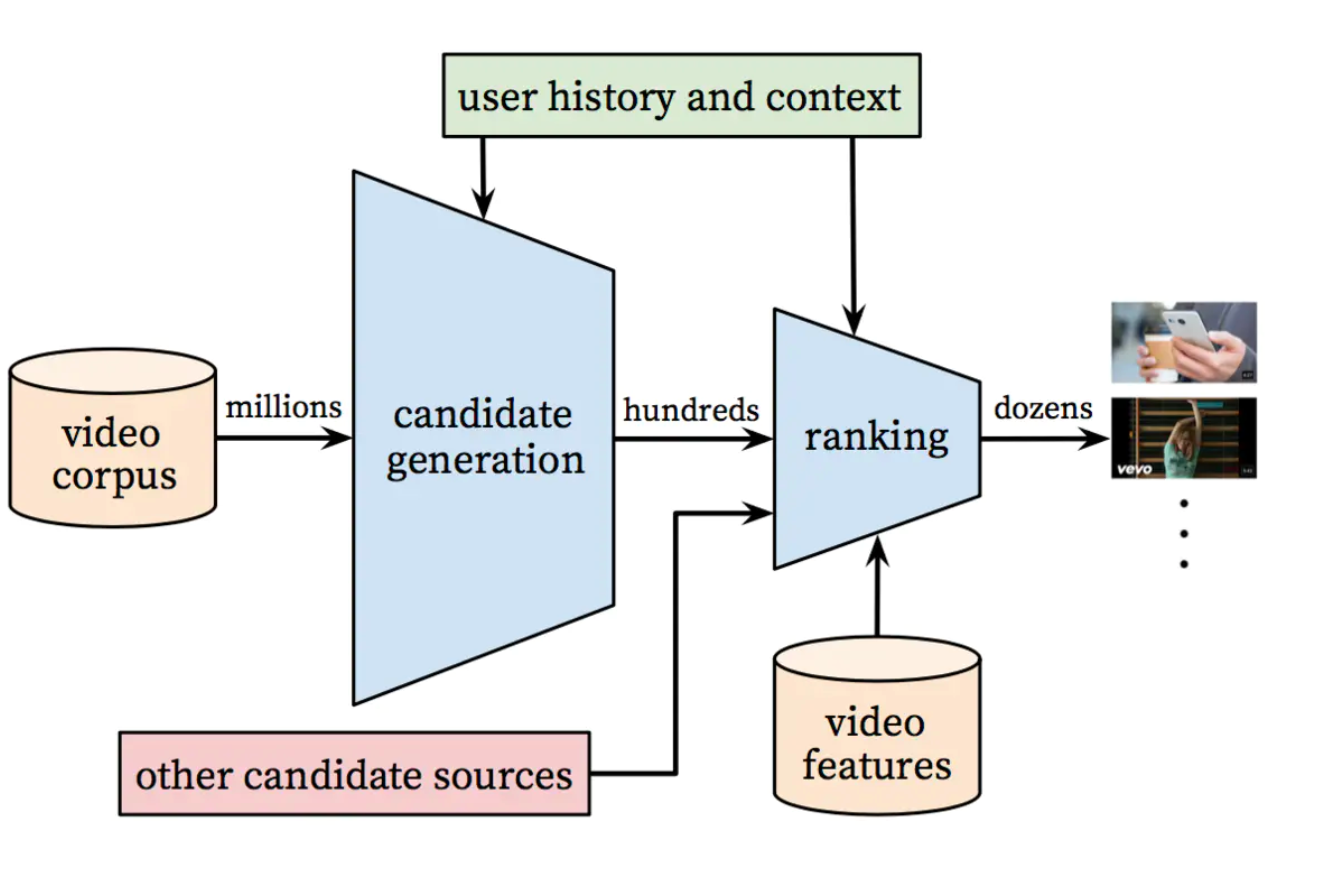 user history and context
millions
hundreds
dozens
video
corpus
candidate
generation
ranking
vevo
other candidate sources
video
features